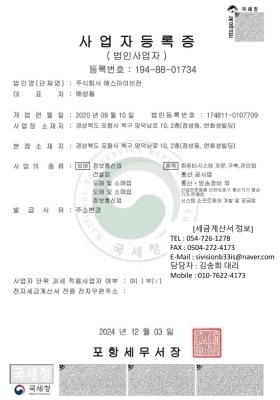 사 업 자 등 록 증
( 법인사업자 )
등록번호 : 194-88-01734
법인명(단체명) : 주식회사 에스아이비전
대 표 자 : 배성철
개 업 연 월 일 : 2020 년 09 월 10 일 법인등록번호 : 174811-0107709
사업장 소재지 : 경상북도 포항시 북구 양덕남로 10, 2층(장성동, 연화성빌딩)
본 점 소 재 지 : 경상북도 포항시 북구 양덕남로 10, 2층(장성동, 연화성빌딩)
사 업 의 종 류 : 업태 정보통신업 종목 컴퓨터시스템 자문,구축,관리업
건설업 통신 공사업
도매 및 소매업 통신ㆍ방송장비 외
도매 및 소매업
정보통신업 시스템 소프트웨어 개발 및 공급업
발 급 사 유 : 주소변경
[세금계산서 정보]
TEL : 054-726-1278
FAX : 0504-272-4173
E-Mail : sivisionb33is@naver.com
담당자 : 김송희 대리
Mobile : 010-7622-4173
사업자 단위 과세 적용사업자 여부 : 여( ) 부(∨)
전자세금계산서 전용 전자우편주소 :
2024 년 12 월 03 일
포 항 세 무 서 장
국세청
국세청